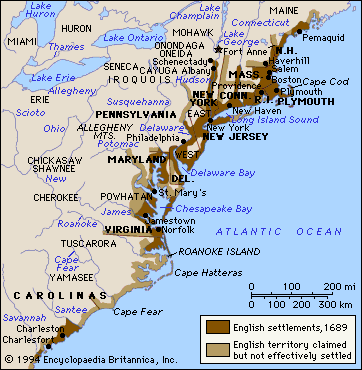 Lake Huron
HURON
MIAMI
Thames
Lake Ontario
Lake Champlain
MAINE
Connecticut
MOHAWK
ONONDAGA
ONEIDA
SENECA
CAYUGA
Schenectady
Albany
Lake George
Fort Anne
Pemaquid
N.H.
Haverhill
Salem
MASS.
Boston
Cape Cod
Plymouth
PLYMOUTH
Providence
R.I.
IROQUOIS
Hudson
Lake Erie
Allegheny
ERIE
Scioto
Ohio
Susquehanna
NEW YORK
CONN.
New Haven
Long Island Sound
PENNSYLVANIA
EAST
New York
NEW JERSEY
ALLEGHENY MTS.
Delaware
Potomac
Philadelphia
WEST
CHICKASAW
SHAWNEE
New
MARYLAND
DEL.
Delaware Bay
CHEROKEE
POWHATAN
St. Mary's
Chesapeake Bay
Roanoke
James
Jamestown
VIRGINIA
Norfolk
ATLANTIC OCEAN
TUSCARORA
ROANOKE ISLAND
Cape Fear
YAMASEE
Cape Hatteras
CAROLINAS
Santee
Savannah
Cape Fear
Charleston
Charlesfort
0 100 200 mi
0 100 200 300 km
English settlements, 1689
English territory claimed
but not effectively settled
© 1994 Encyclopaedia Britannica, Inc.